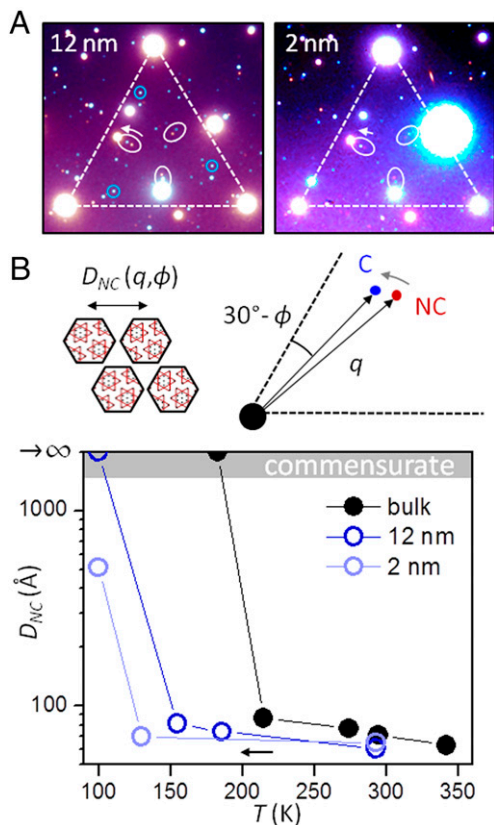 A
12 nm
2 nm
B
D_NC (q,ϕ)
C
NC
30°- ϕ
q
→∞
commensurate
1000
100
D_NC (Å)
bulk
12 nm
2 nm
100 150 200 250 300 350
T (K)